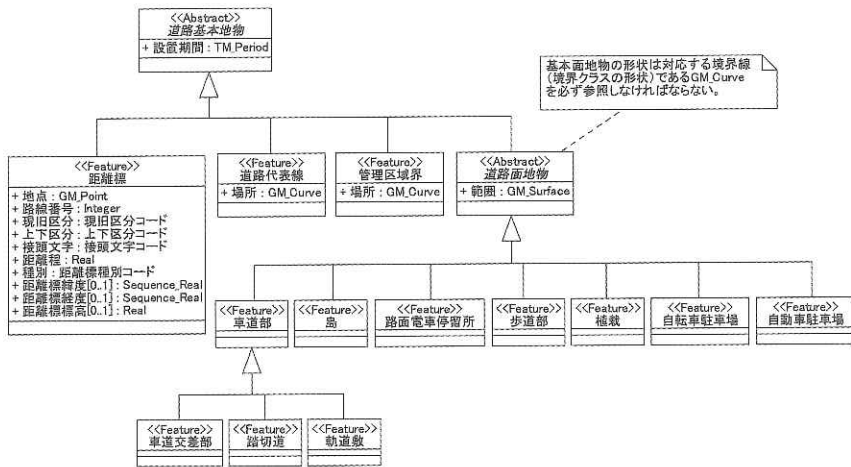 <<Abstract>>
道路基本地物
+ 設置期間 : TM_Period
基本面地物の形状は対応する境界線
(境界クラスの形状)であるGM_Curve
を必ず参照しなければならない。
<<Feature>>
距離標
+ 地点 : GM_Point
+ 路線番号 : Integer
+ 現旧区分 : 現旧区分コード
+ 上下区分 : 上下区分コード
+ 接頭文字 : 接頭文字コード
+ 距離程 : Real
+ 種別 : 距離標種別コード
+ 距離標緯度[0..1] : Sequence_Real
+ 距離標経度[0..1] : Sequence_Real
+ 距離標標高[0..1] : Real
<<Feature>>
道路代表線
+ 場所 : GM_Curve
<<Feature>>
管理区域界
+ 場所 : GM_Curve
<<Abstract>>
道路面地物
+ 範囲 : GM_Surface
<<Feature>>
車道部
<<Feature>>
島
<<Feature>>
路面電車停留所
<<Feature>>
歩道部
<<Feature>>
植栽
<<Feature>>
自転車駐車場
<<Feature>>
自動車駐車場
<<Feature>>
車道交差部
<<Feature>>
踏切道
<<Feature>>
軌道敷